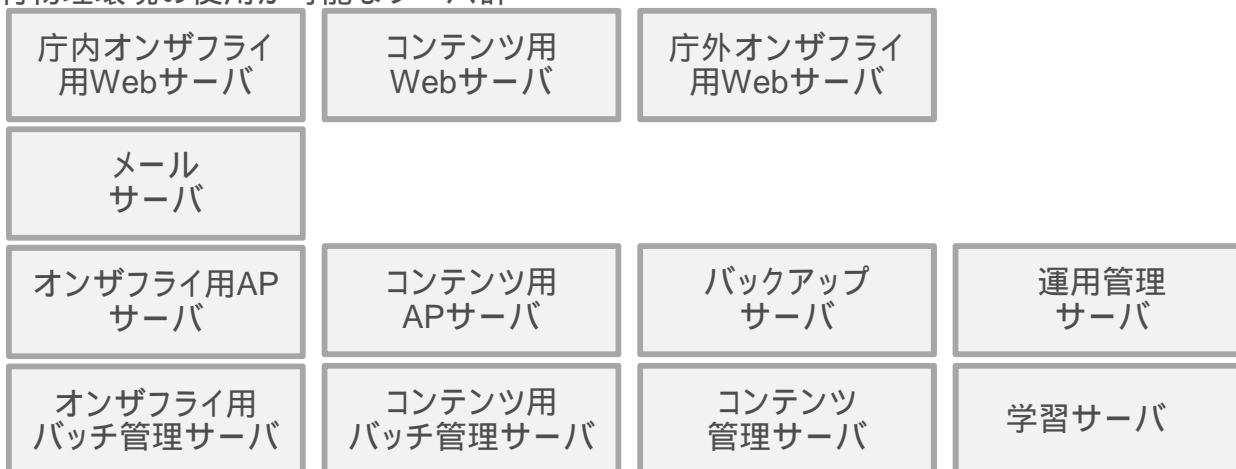 庁内オンザフライ
用Webサーバ
コンテンツ用
Webサーバ
庁外オンザフライ
用Webサーバ
メール
サーバ
オンザフライ用AP
サーバ
コンテンツ用
APサーバ
バックアップ
サーバ
運用管理
サーバ
オンザフライ用
バッチ管理サーバ
コンテンツ用
バッチ管理サーバ
コンテンツ
管理サーバ
学習サーバ